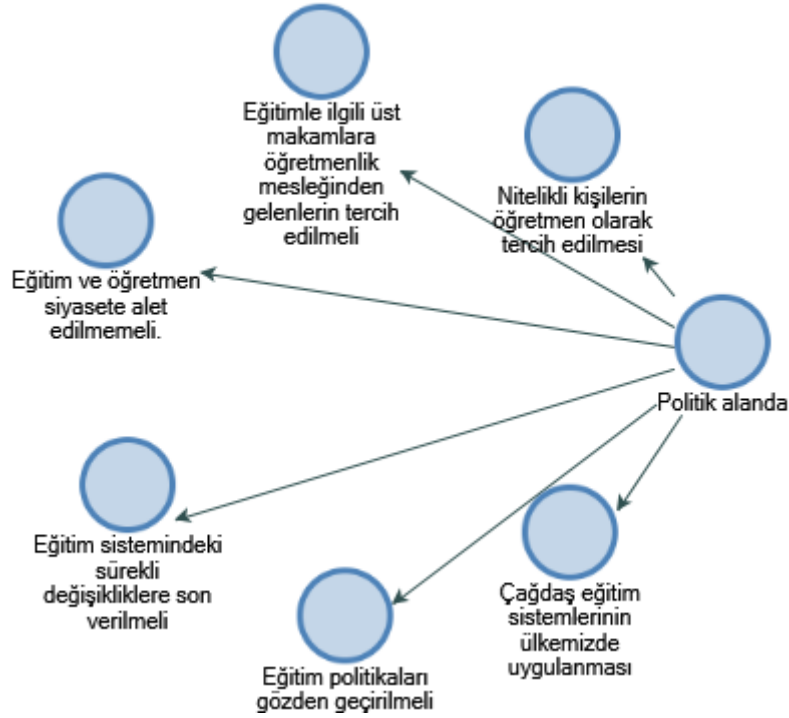 Eğitimle ilgili üst
makamlara
öğretmenlik
mesleğinden
gelenlerin tercih
edilmeli
Nitelikli kişilerin
öğretmen olarak
tercih edilmesi
Eğitim ve öğretmen
siyasete alet
edilmemeli.
Politik alanda
Eğitim sistemindeki
sürekli
değişikliklere son
verilmeli
Çağdaş eğitim
sistemlerinin
ülkemizde
uygulanması
Eğitim politikaları
gözden geçirilmeli